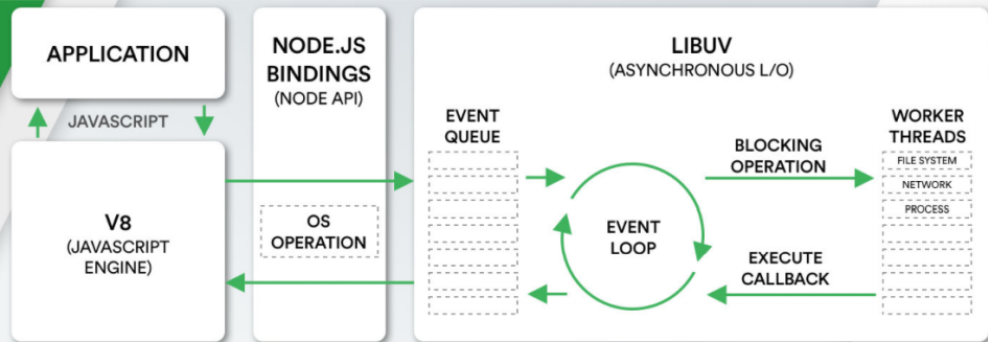 APPLICATION
JAVASCRIPT
V8
(JAVASCRIPT
ENGINE)
NODE.JS
BINDINGS
(NODE API)
OS
OPERATION
LIBUV
(ASYNCHRONOUS L/O)
EVENT
QUEUE
EVENT
LOOP
BLOCKING
OPERATION
EXECUTE
CALLBACK
WORKER
THREADS
FILE SYSTEM
NETWORK
PROCESS